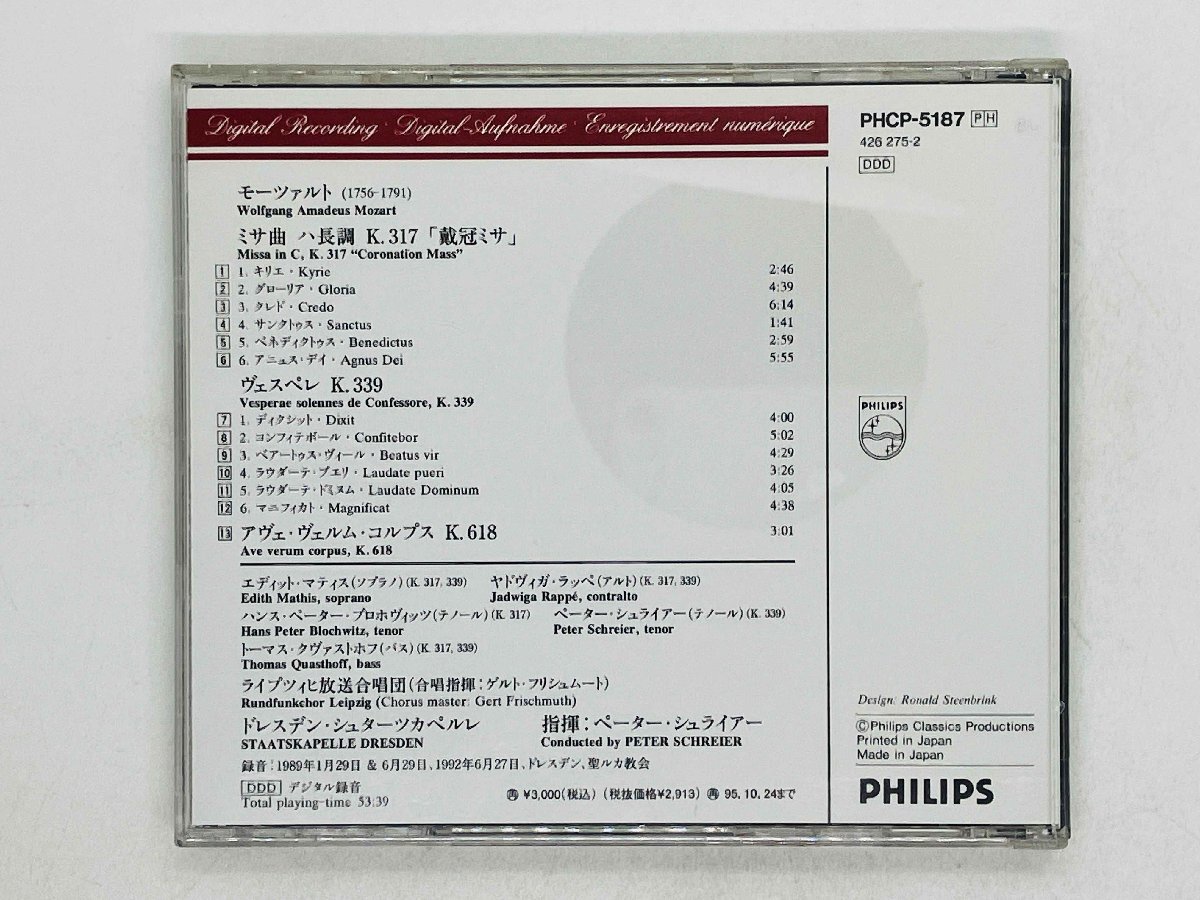 Digital Recording · Digital-Aufnahme · Enregistrement numérique
PHCP-5187 PH
426 275-2
DDD
モーツァルト (1756-1791)
Wolfgang Amadeus Mozart
ミサ曲 ハ長調 K.317「戴冠ミサ」
Missa in C, K. 317 “Coronation Mass”
1 1. キリエ・Kyrie 2:46
2 2. グローリア・Gloria 4:39
3 3. クレド・Credo 6:14
4 4. サンクトゥス・Sanctus 1:41
5 5. ベネディクトゥス・Benedictus 2:59
6 6. アニュス・デイ・Agnus Dei 5:55
ヴェスペレ K.339
Vesperae solennes de Confessore, K. 339
7 1. ディクシット・Dixit 4:00
8 2. コンフィテボール・Confitebor 5:02
9 3. ベアートゥス・ヴィール・Beatus vir 4:29
10 4. ラウダーテ・プエリ・Laudate pueri 3:26
11 5. ラウダーテ・ドミヌム・Laudate Dominum 4:05
12 6. マニフィカト・Magnificat 4:38
13 アヴェ・ヴェルム・コルプス K.618 3:01
Ave verum corpus, K. 618
エディット・マティス(ソプラノ)(K. 317, 339) ヤドヴィガ・ラッペ(アルト)(K. 317, 339)
Edith Mathis, soprano Jadwiga Rappé, contralto
ハンス・ペーター・ブロホヴィッツ(テノール)(K. 317) ペーター・シュライアー(テノール)(K. 339)
Hans Peter Blochwitz, tenor Peter Schreier, tenor
トーマス・クヴァストホフ(バス)(K. 317, 339)
Thomas Quasthoff, bass
ライプツィヒ放送合唱団(合唱指揮:ゲルト・フリシュムート)
Rundfunkchor Leipzig (Chorus master: Gert Frischmuth)
ドレスデン・シュターツカペルレ 指揮:ペーター・シュライアー
STAATSKAPELLE DRESDEN Conducted by PETER SCHREIER
録音:1989年1月29日 & 6月29日、1992年6月27日、ドレスデン、聖ルカ教会
DDD デジタル録音
Total playing-time 53:39
㋳ ¥3,000(税込) (税抜価格¥2,913) ㋳ 95.10.24まで
PHILIPS
Design: Ronald Steenbrink
©Philips Classics Productions
Printed in Japan
Made in Japan
PHILIPS